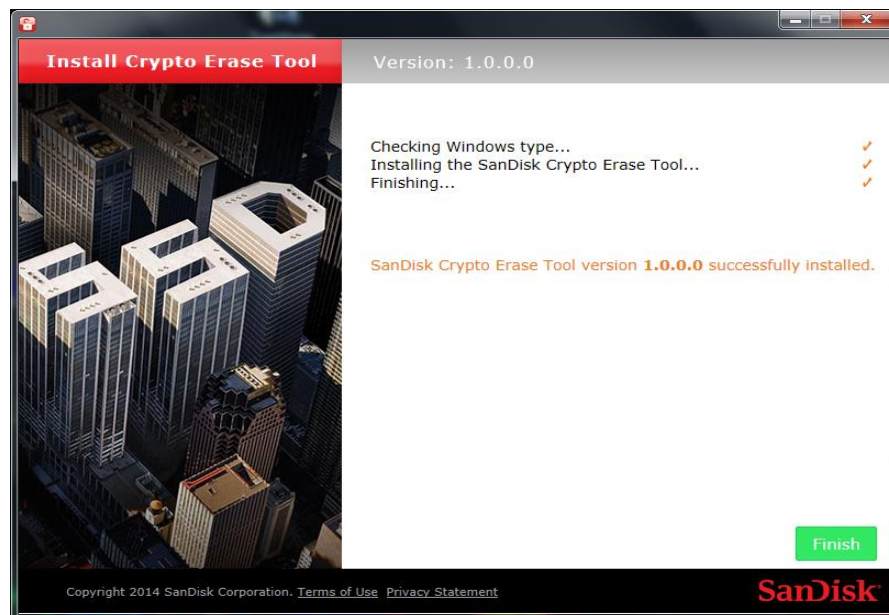 Install Crypto Erase Tool
Version: 1.0.0.0
Checking Windows type... ✓
Installing the SanDisk Crypto Erase Tool... ✓
Finishing... ✓
SanDisk Crypto Erase Tool version 1.0.0.0 successfully installed.
SSD
Finish
Copyright 2014 SanDisk Corporation. Terms of Use Privacy Statement
SanDisk